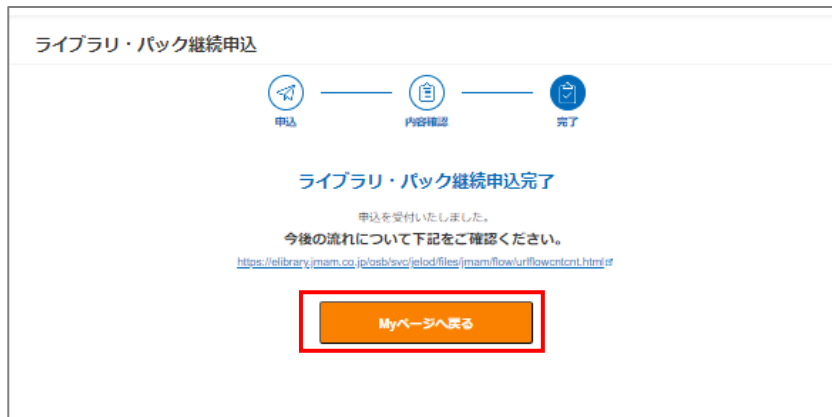 ライブラリ・パック継続申込
申込
内容確認
完了
ライブラリ・パック継続申込完了
申込を受付いたしました。
今後の流れについて下記をご確認ください。
https://elibrary.jmam.co.jp/osb/svc/jelod/files/jmam/flow/urlflowcntcnt.html
Myページへ戻る